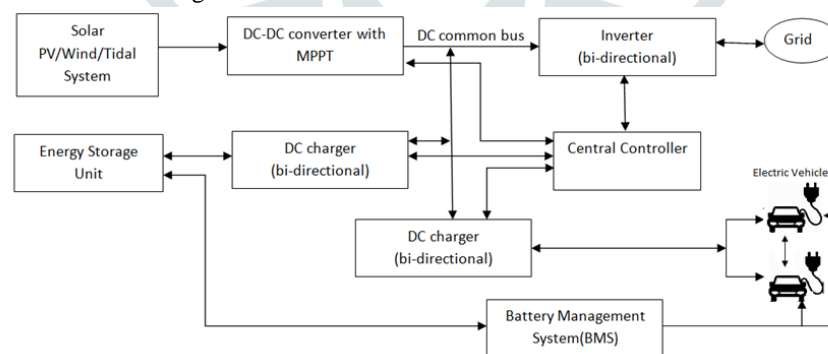 Solar
PV/Wind/Tidal
System
DC-DC converter with
MPPT
DC common bus
Inverter
(bi-directional)
Grid
Energy Storage
Unit
DC charger
(bi-directional)
Central Controller
Electric Vehicle
DC charger
(bi-directional)
Battery Management
System(BMS)